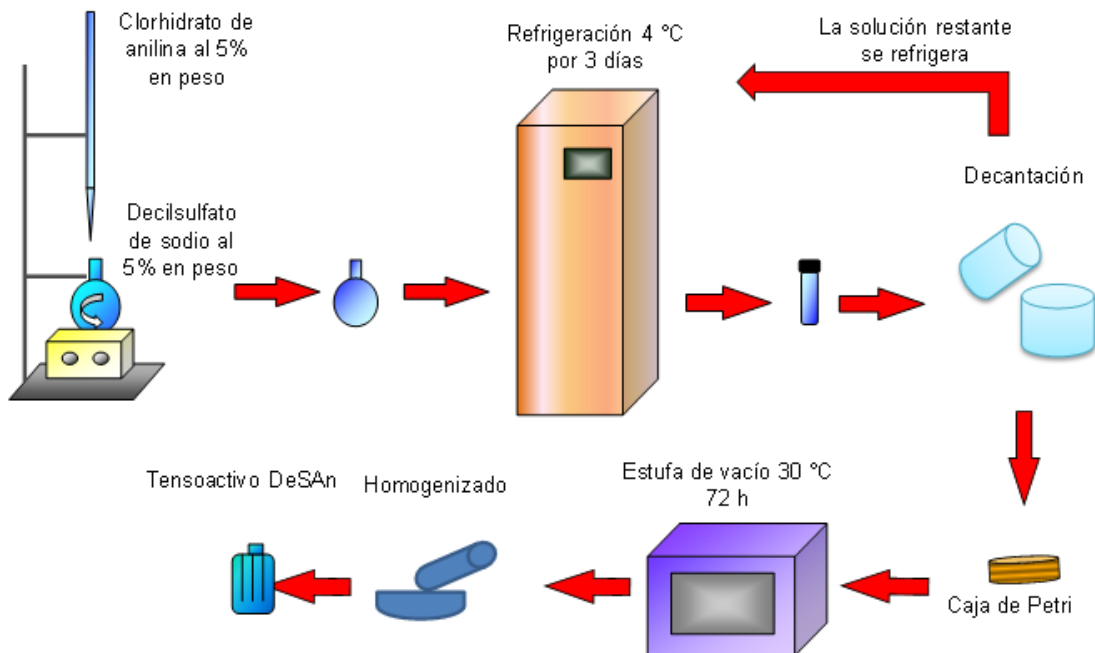 Clorhidrato de
anilina al 5%
en peso
Refrigeración 4 °C
por 3 días
La solución restante
se refrigera
Decantación
Decilsulfato
de sodio al
5% en peso
Tensoactivo DeSAn
Homogenizado
Estufa de vacío 30 °C
72 h
Caja de Petri